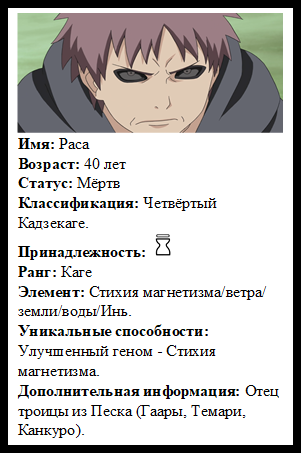 Имя: Раса
Возраст: 40 лет
Статус: Мёртв
Классификация: Четвёртый
Кадзекаге.
Принадлежность:
Ранг: Каге
Элемент: Стихия магнетизма/ветра/
земли/воды/Инь.
Уникальные способности:
Улучшенный геном - Стихия
магнетизма.
Дополнительная информация: Отец
троицы из Песка (Гаары, Темари,
Канкуро).